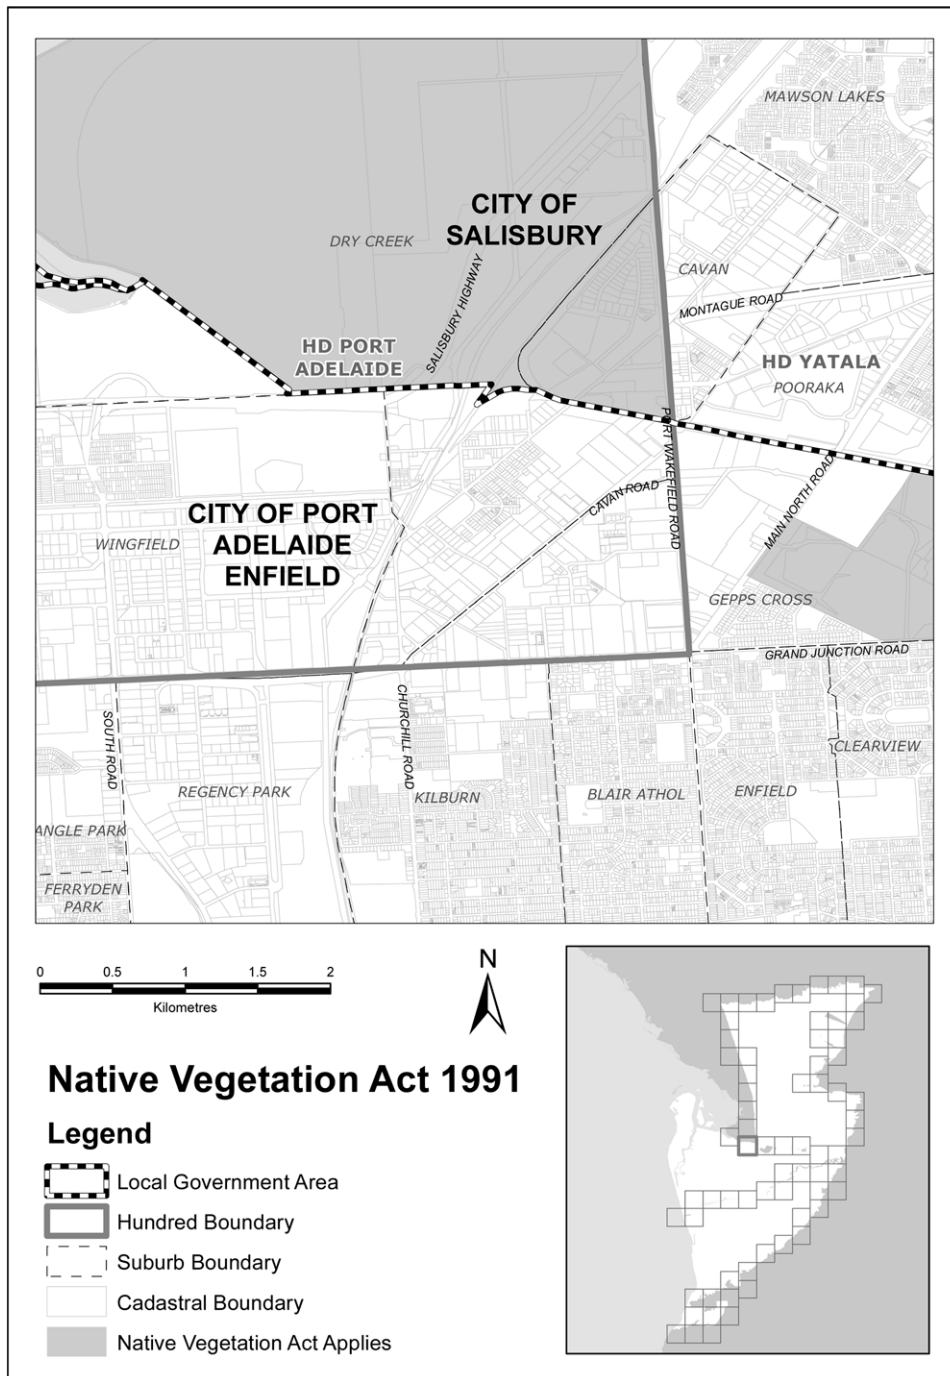 MAWSON LAKES
CITY OF
SALISBURY
DRY CREEK
CAVAN
SALISBURY HIGHWAY
MONTAGUE ROAD
HD PORT
ADELAIDE
HD YATALA
POORAKA
PORT WAKEFIELD ROAD
MAIN NORTH ROAD
CAVAN ROAD
CITY OF PORT
ADELAIDE
ENFIELD
WINGFIELD
GEPPS CROSS
GRAND JUNCTION ROAD
SOUTH ROAD
CHURCHILL ROAD
CLEARVIEW
REGENCY PARK
KILBURN
BLAIR ATHOL
ENFIELD
ANGLE PARK
FERRYDEN
PARK
0 0.5 1 1.5 2
Kilometres
N
Native Vegetation Act 1991
Legend
Local Government Area
Hundred Boundary
Suburb Boundary
Cadastral Boundary
Native Vegetation Act Applies